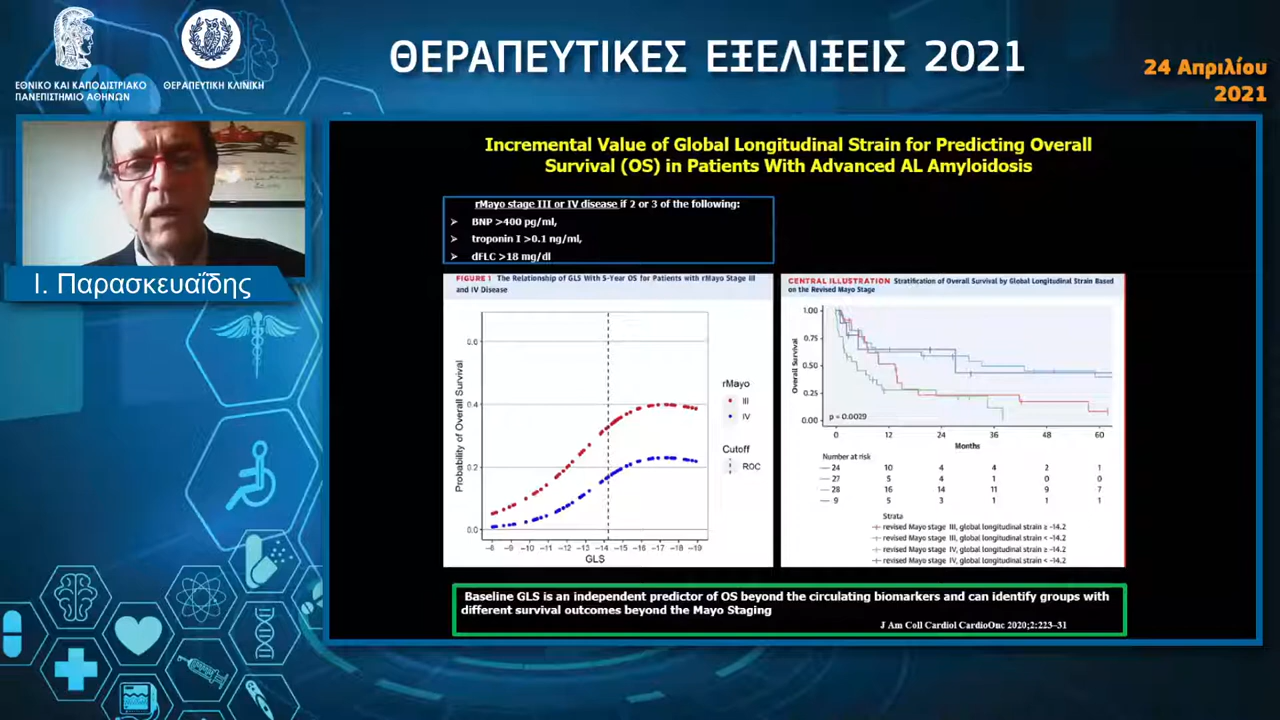 ΕΘΝΙΚΟ ΚΑΙ ΚΑΠΟΔΙΣΤΡΙΑΚΟ
ΠΑΝΕΠΙΣΤΗΜΙΟ ΑΘΗΝΩΝ
ΘΕΡΑΠΕΥΤΙΚΗ ΚΛΙΝΙΚΗ
ΘΕΡΑΠΕΥΤΙΚΕΣ ΕΞΕΛΙΞΕΙΣ 2021
24 Απριλίου
2021
Ι. Παρασκευαΐδης
Incremental Value of Global Longitudinal Strain for Predicting Overall
Survival (OS) in Patients With Advanced AL Amyloidosis
rMayo stage III or IV disease if 2 or 3 of the following:
BNP >400 pg/ml,
troponin I >0.1 ng/ml,
dFLC >18 mg/dl
FIGURE 1 The Relationship of GLS With 5-Year OS for Patients with rMayo Stage III
and IV Disease
Probability of Overall Survival
0.4
0.2
0.0
-8 -9 -10 -11 -12 -13 -14 -15 -16 -17 -18 -19
GLS
rMayo
III
IV
Cutoff
ROC
CENTRAL ILLUSTRATION Stratification of Overall Survival by Global Longitudinal Strain Based
on the Revised Mayo Stage
Overall Survival
1.00
0.75
0.50
0.25
0.00
p = 0.0029
0 12 24 36 48 60
Months
Number at risk
24 10 4 4 2 1
27 5 4 1 0 0
28 16 14 11 9 7
9 5 3 1 1 1
Strata
revised Mayo stage III, global longitudinal strain ≥ -14.2
revised Mayo stage III, global longitudinal strain < -14.2
revised Mayo stage IV, global longitudinal strain ≥ -14.2
revised Mayo stage IV, global longitudinal strain < -14.2
Baseline GLS is an independent predictor of OS beyond the circulating biomarkers and can identify groups with
different survival outcomes beyond the Mayo Staging
J Am Coll Cardiol CardioOnc 2020;2:223–31